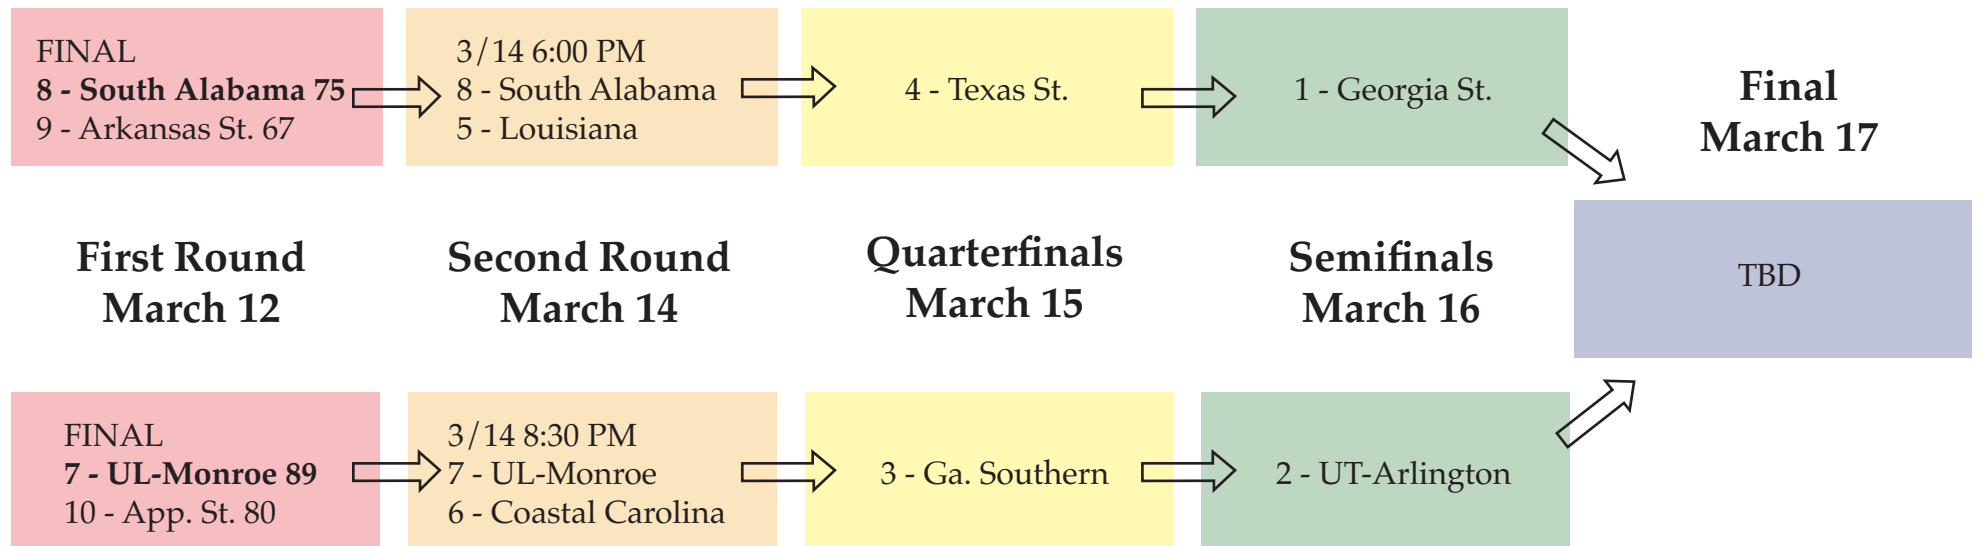 FINAL
8 - South Alabama 75
9 - Arkansas St. 67
3/14 6:00 PM
8 - South Alabama
5 - Louisiana
4 - Texas St.
1 - Georgia St.
Final
March 17
First Round
March 12
Second Round
March 14
Quarterfinals
March 15
Semifinals
March 16
TBD
FINAL
7 - UL-Monroe 89
10 - App. St. 80
3/14 8:30 PM
7 - UL-Monroe
6 - Coastal Carolina
3 - Ga. Southern
2 - UT-Arlington